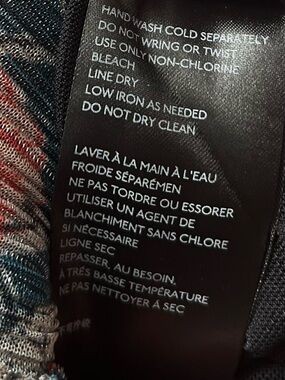 HAND WASH COLD SEPARATELY
DO NOT WRING OR TWIST
USE ONLY NON-CHLORINE
BLEACH
LINE DRY
LOW IRON AS NEEDED
DO NOT DRY CLEAN
LAVER À LA MAIN À L'EAU
FROIDE SÉPARÉMEN
NE PAS TORDRE OU ESSORER
UTILISER UN AGENT DE
BLANCHIMENT SANS CHLORE
SI NÉCESSAIRE
LIGNE SEC
REPASSER, AU BESOIN,
À TRÉS BASSE TEMPÉRATURE
NE PAS NETTOYER À SEC